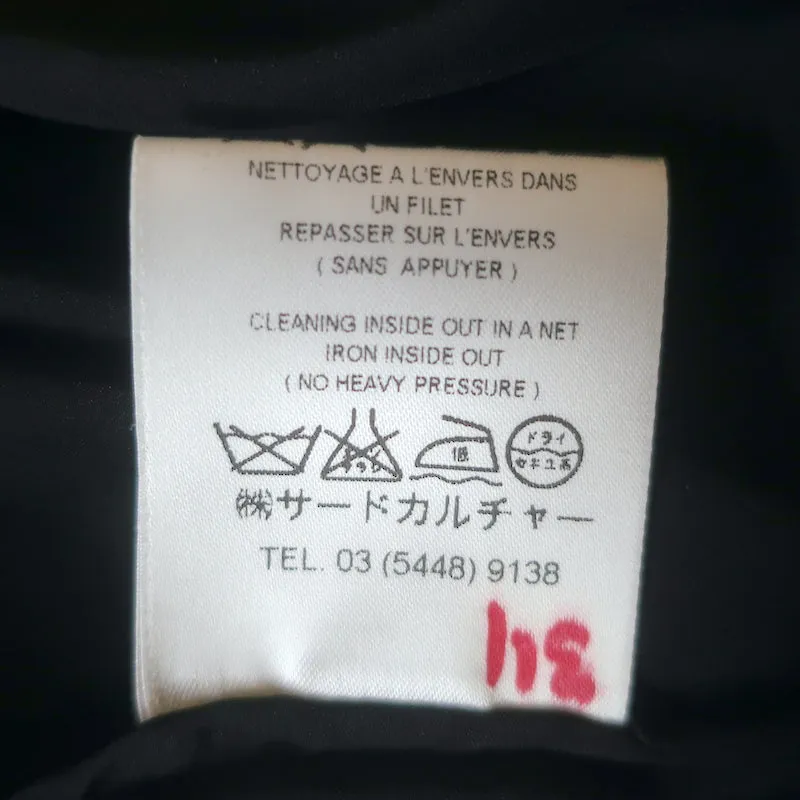 NETTOYAGE A L'ENVERS DANS
UN FILET
REPASSER SUR L'ENVERS
( SANS APPUYER )
CLEANING INSIDE OUT IN A NET
IRON INSIDE OUT
( NO HEAVY PRESSURE )
低 ドライ
セキユ系
㈱サードカルチャー
TEL. 03 (5448) 9138